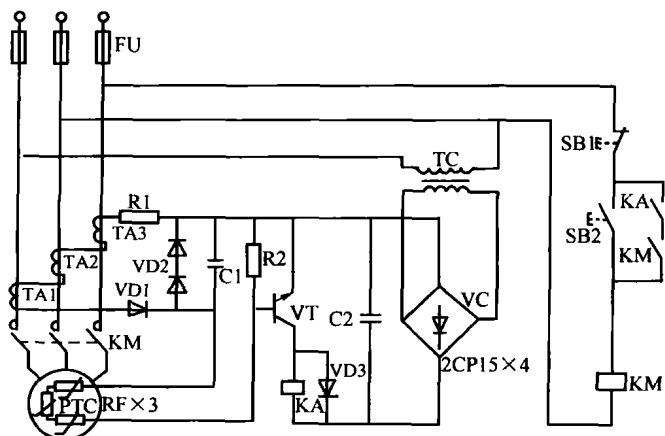 FU
SB1
TC
R1
KA
TA3
SB2
TA2
VD2
C1
R2
KM
TA1
VD1
VT
C2
VC
KM
VD3
2CP15×4
PTC
RF×3
KA
KM